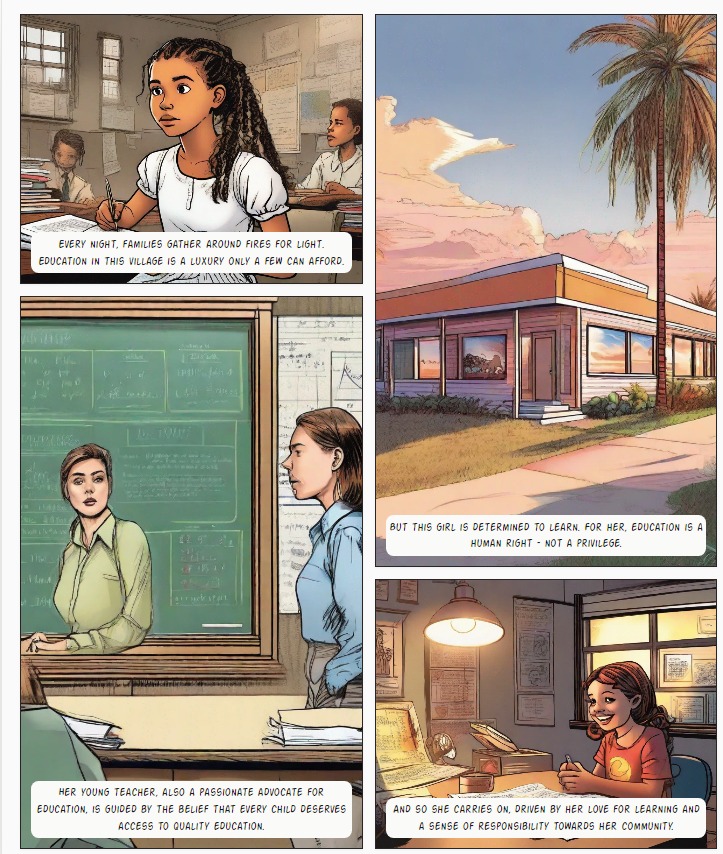 EVERY NIGHT, FAMILIES GATHER AROUND FIRES FOR LIGHT.
EDUCATION IN THIS VILLAGE IS A LUXURY ONLY A FEW CAN AFFORD.
BUT THIS GIRL IS DETERMINED TO LEARN. FOR HER, EDUCATION IS A
HUMAN RIGHT - NOT A PRIVILEGE.
HER YOUNG TEACHER, ALSO A PASSIONATE ADVOCATE FOR
EDUCATION, IS GUIDED BY THE BELIEF THAT EVERY CHILD DESERVES
ACCESS TO QUALITY EDUCATION.
AND SO SHE CARRIES ON, DRIVEN BY HER LOVE FOR LEARNING AND
A SENSE OF RESPONSIBILITY TOWARDS HER COMMUNITY.